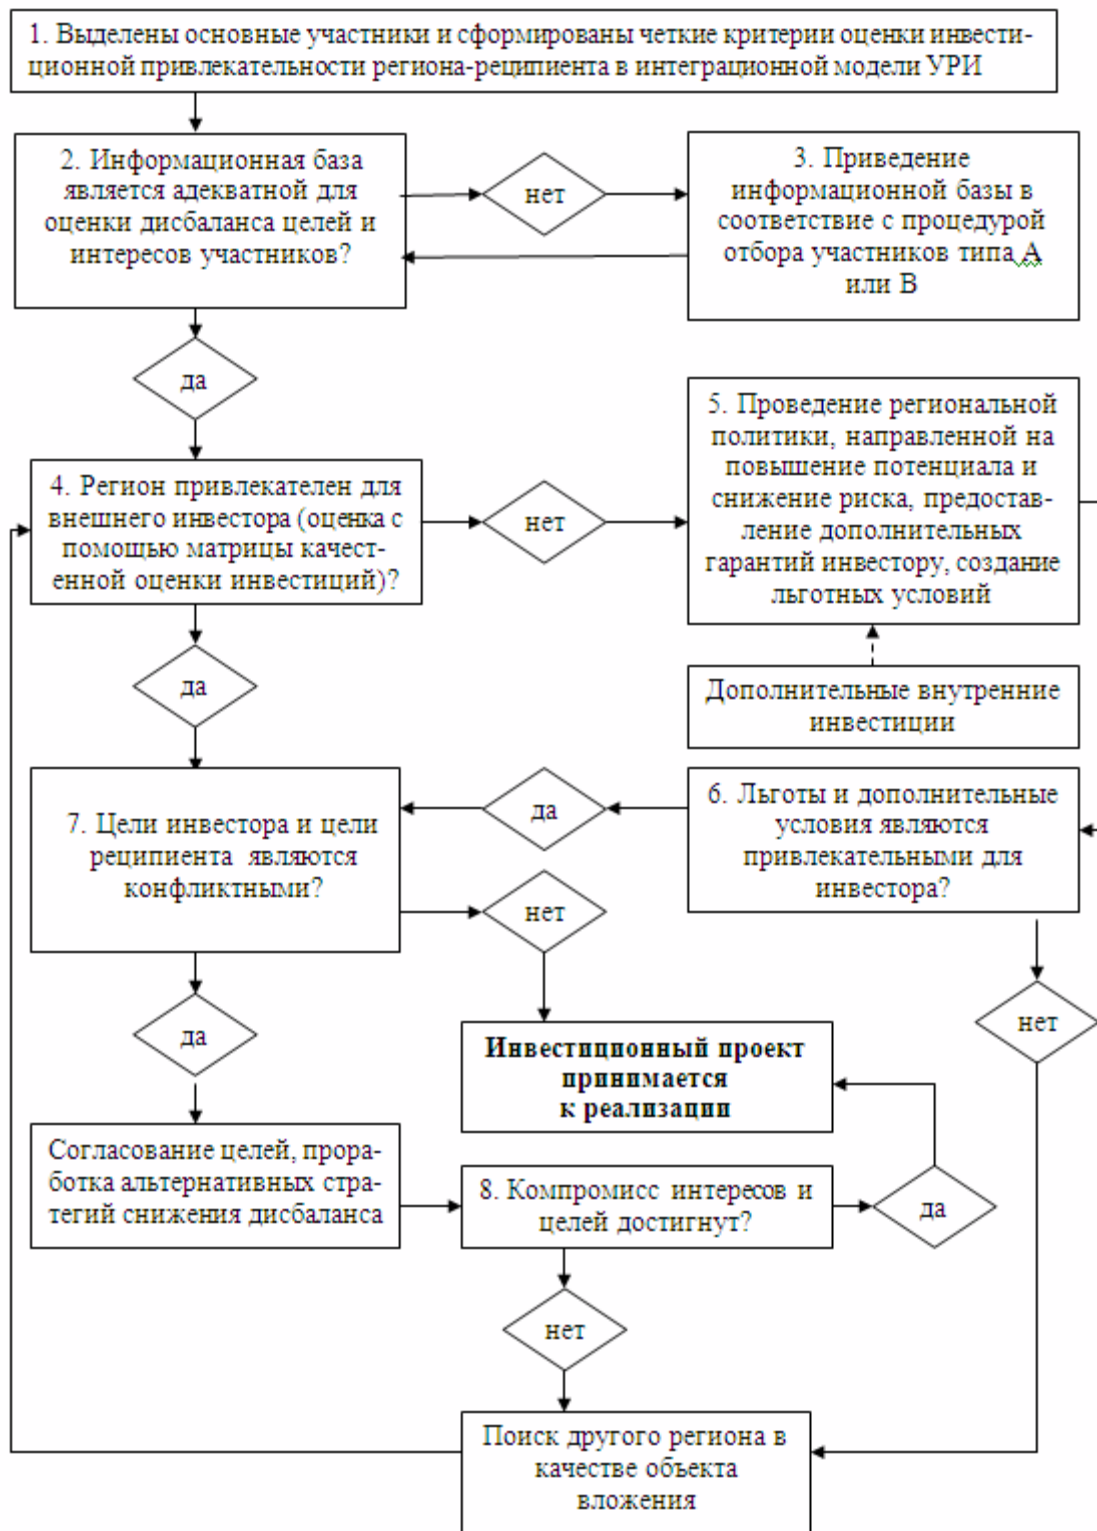 1. Выделены основные участники и сформированы четкие критерии оценки инвести-
ционной привлекательности региона-реципиента в интеграционной модели УРИ
2. Информационная база
является адекватной для
оценки дисбаланса целей и
интересов участников?
нет
3. Приведение
информационной базы в
соответствие с процедурой
отбора участников типа А
или В
да
4. Регион привлекателен для
внешнего инвестора (оценка с
помощью матрицы качест-
венной оценки инвестиций)?
нет
5. Проведение региональной
политики, направленной на
повышение потенциала и
снижение риска, предостав-
ление дополнительных
гарантий инвестору, создание
льготных условий
да
Дополнительные внутренние
инвестиции
7. Цели инвестора и цели
реципиента являются
конфликтными?
да
6. Льготы и дополнительные
условия являются
привлекательными для
инвестора?
нет
да
нет
Инвестиционный проект
принимается
к реализации
Согласование целей, прора-
ботка альтернативных стра-
тегий снижения дисбаланса
8. Компромисс интересов и
целей достигнут?
да
нет
Поиск другого региона в
качестве объекта
вложения